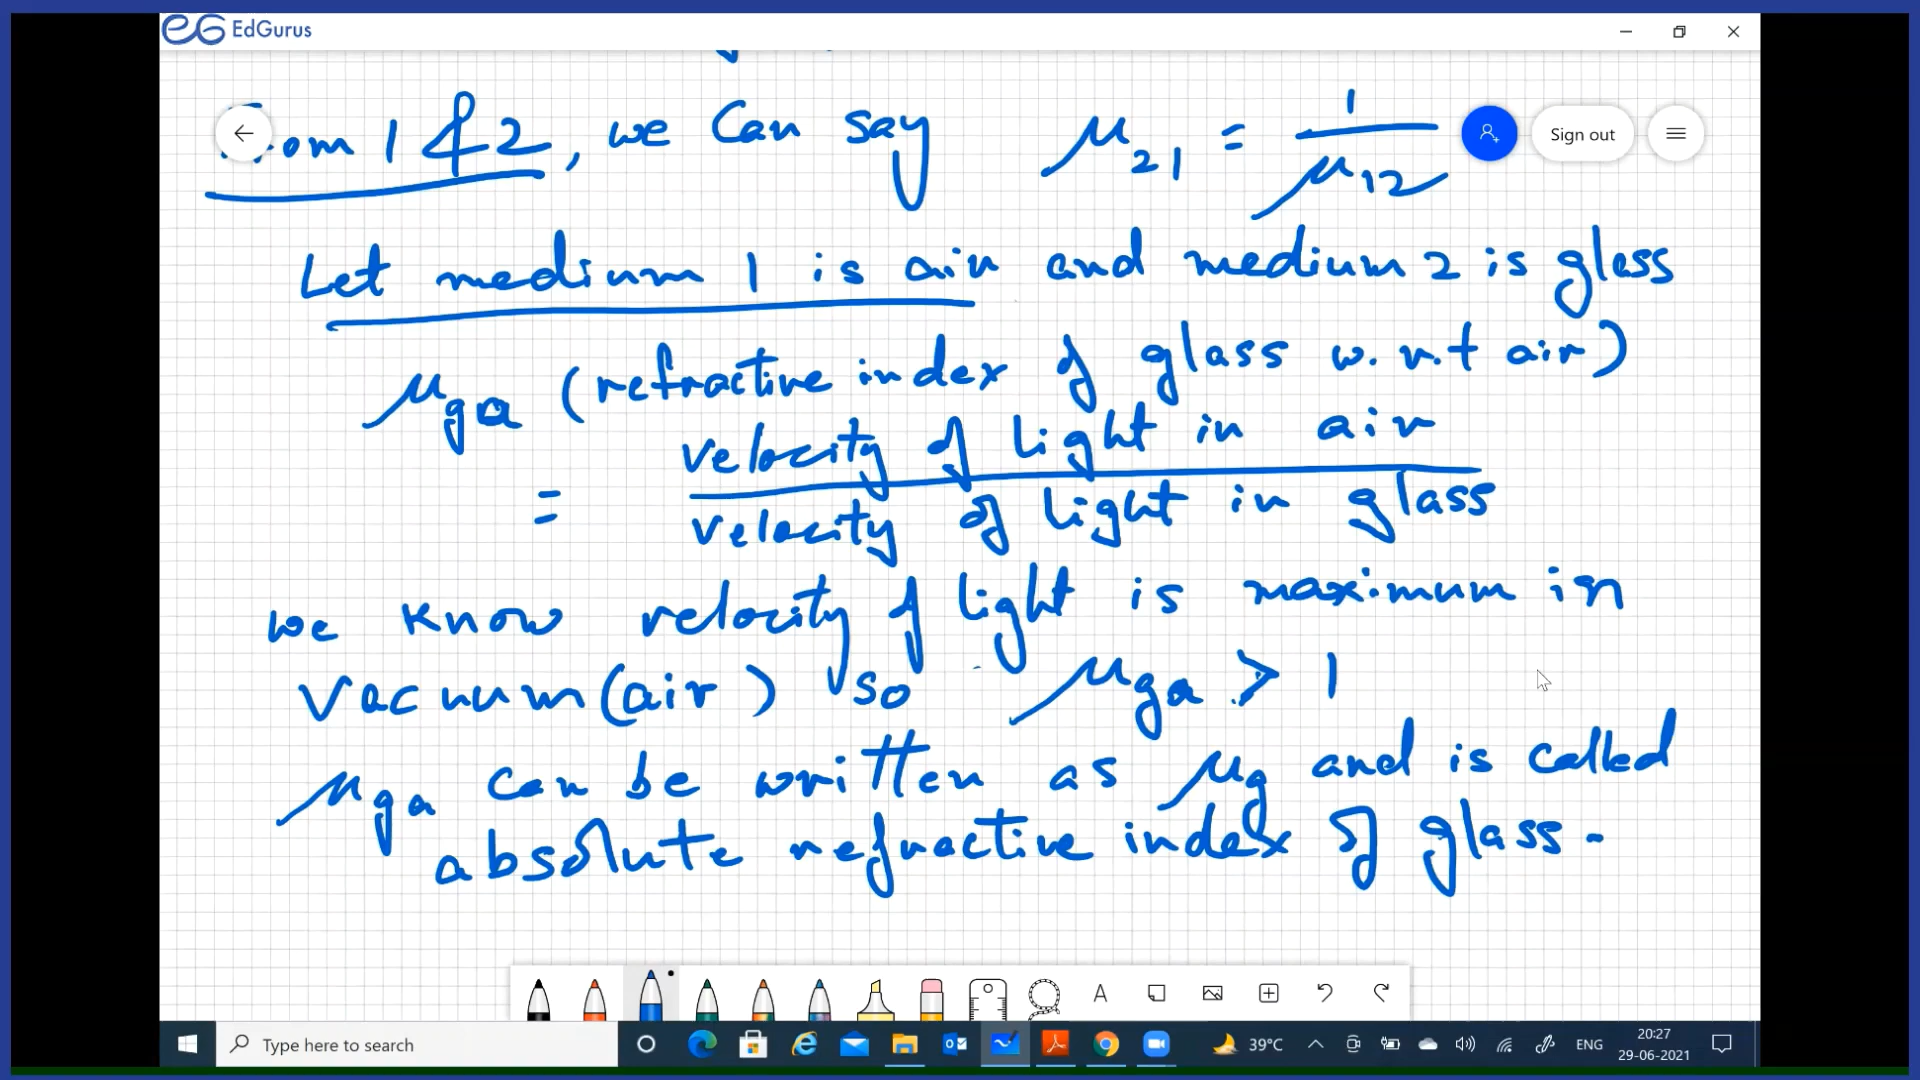 EdGurus
From 1 & 2, we can say μ21 = 1/μ12
Sign out
Let medium 1 is air and medium 2 is glass
μga (refractive index of glass w.r.t air)
= velocity of light in air
velocity of light in glass
we know velocity of light is maximum in
vacuum (air) so μga > 1
μga can be written as μg and is called
absolute refractive index of glass.
Type here to search
39°C
ENG
20:27
29-06-2021